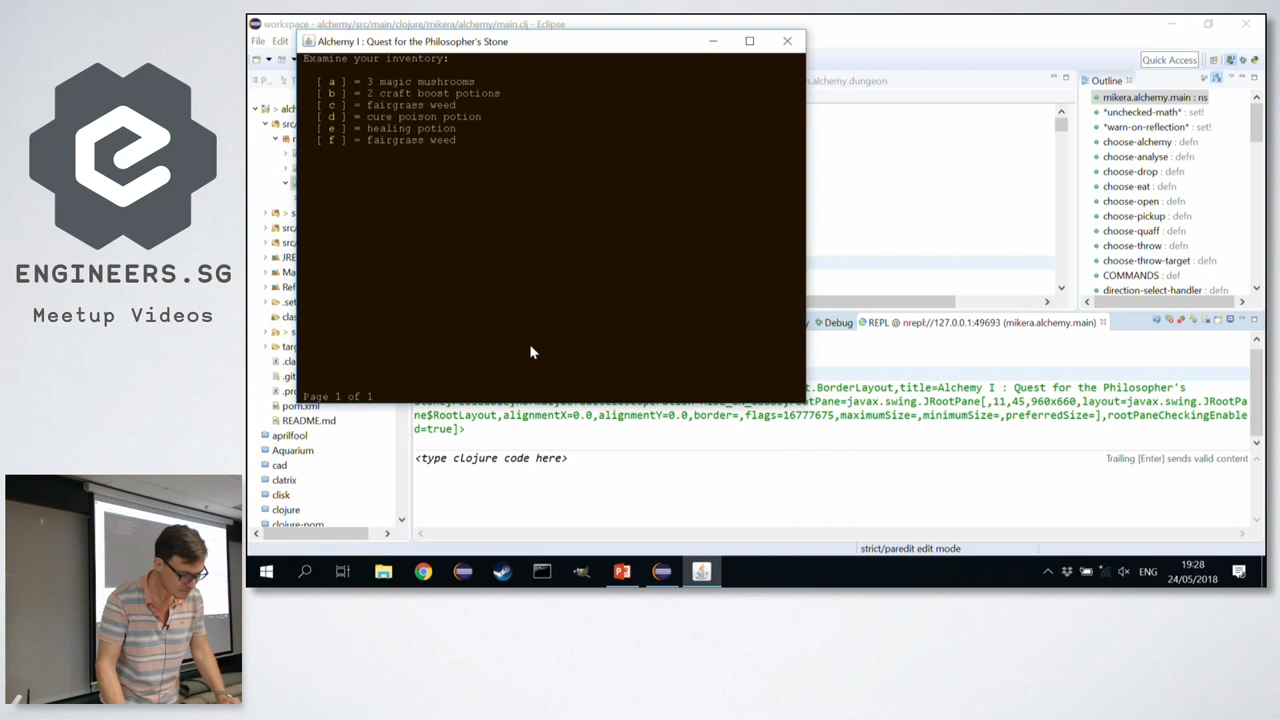 ENGINEERS.SG
Meetup Videos
workspace - alchemy/src/main/clojure/mikera/alchemy/main.clj - Eclipse
File Edit
Quick Access
Alchemy I : Quest for the Philosopher's Stone
Examine your inventory:
[ a ] = 3 magic mushrooms
[ b ] = 2 craft boost potions
[ c ] = fairgrass weed
[ d ] = cure poison potion
[ e ] = healing potion
[ f ] = fairgrass weed
Page 1 of 1
.alchemy.dungeon
Outline
mikera.alchemy.main : ns
*unchecked-math* : set!
*warn-on-reflection* : set!
choose-alchemy : defn
choose-analyse : defn
choose-drop : defn
choose-eat : defn
choose-open : defn
choose-pickup : defn
choose-quaff : defn
choose-throw : defn
choose-throw-target : defn
COMMANDS : def
direction-select-handler : defn
pom.xml
README.md
aprilfool
Aquarium
cad
clatrix
clisk
clojure
clojure-pom
Debug
REPL @ nrepl://127.0.0.1:49693 (mikera.alchemy.main)
t.BorderLayout,title=Alchemy I : Quest for the Philosopher's
rootPane=javax.swing.JRootPane[,11,45,960x660,layout=javax.swing.JRootPa
ne$RootLayout,alignmentX=0.0,alignmentY=0.0,border=,flags=16777675,maximumSize=,minimumSize=,preferredSize=],rootPaneCheckingEnable
d=true]>
<type clojure code here>
Trailing [Enter] sends valid content
strict/paredit edit mode
ENG
19:28
24/05/2018